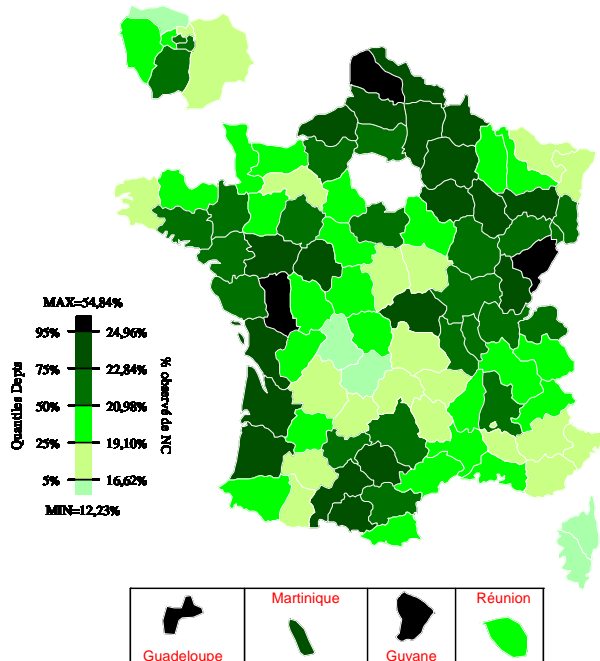 MAX=54,84%
95% 24,96%
75% 22,84%
50% 20,98%
25% 19,10%
5% 16,62%
MIN=12,23%
Quantiles Depts
% observé de NC
Martinique
Réunion
Guadeloupe
Guyane